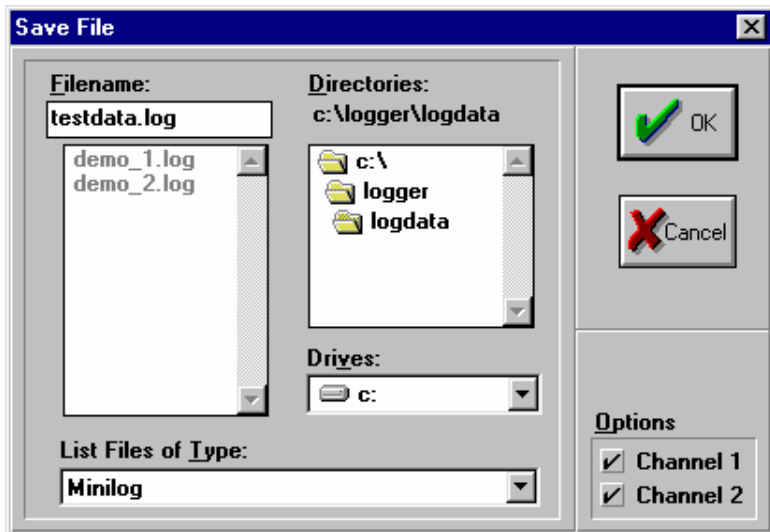 Save File
Filename:
testdata.log
demo_1.log
demo_2.log
Directories:
c:\logger\logdata
c:\
logger
logdata
Drives:
c:
List Files of Type:
Minilog
OK
Cancel
Options
Channel 1
Channel 2